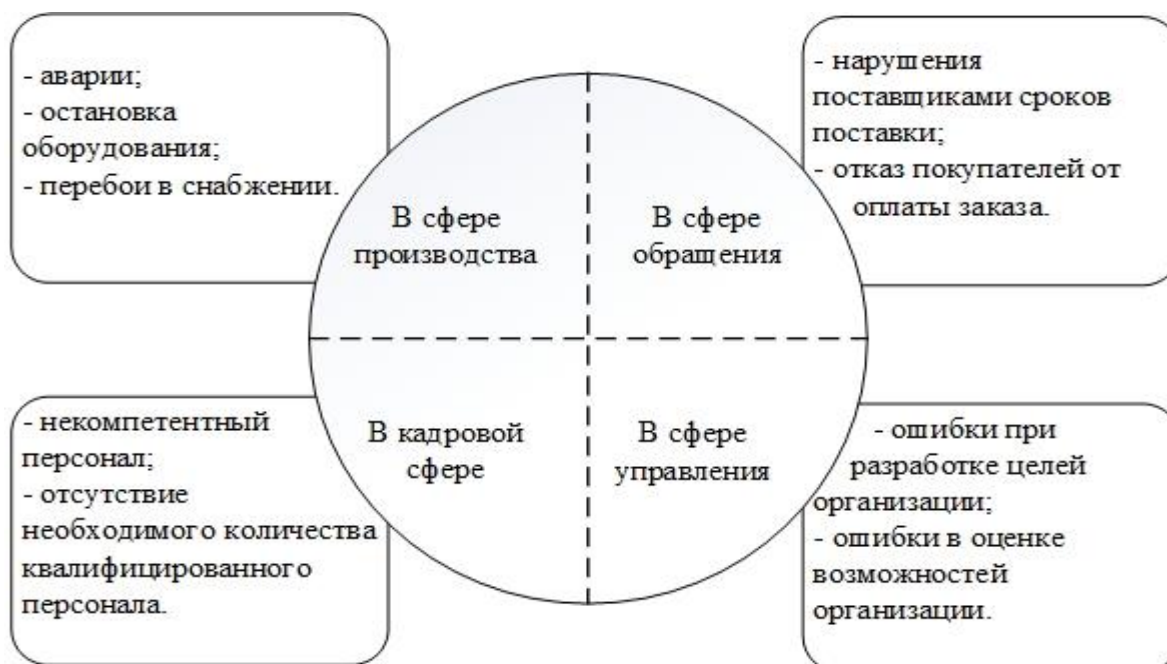 - аварии;
- остановка
оборудования;
- перебои в снабжении.
- нарушения
поставщиками сроков
поставки;
- отказ покупателей от
оплаты заказа.
В сфере
производства
В сфере
обращения
В кадровой
сфере
В сфере
управления
- некомпетентный
персонал;
- отсутствие
необходимого количества
квалифицированного
персонала.
- ошибки при
разработке целей
организации;
- ошибки в оценке
возможностей
организации.